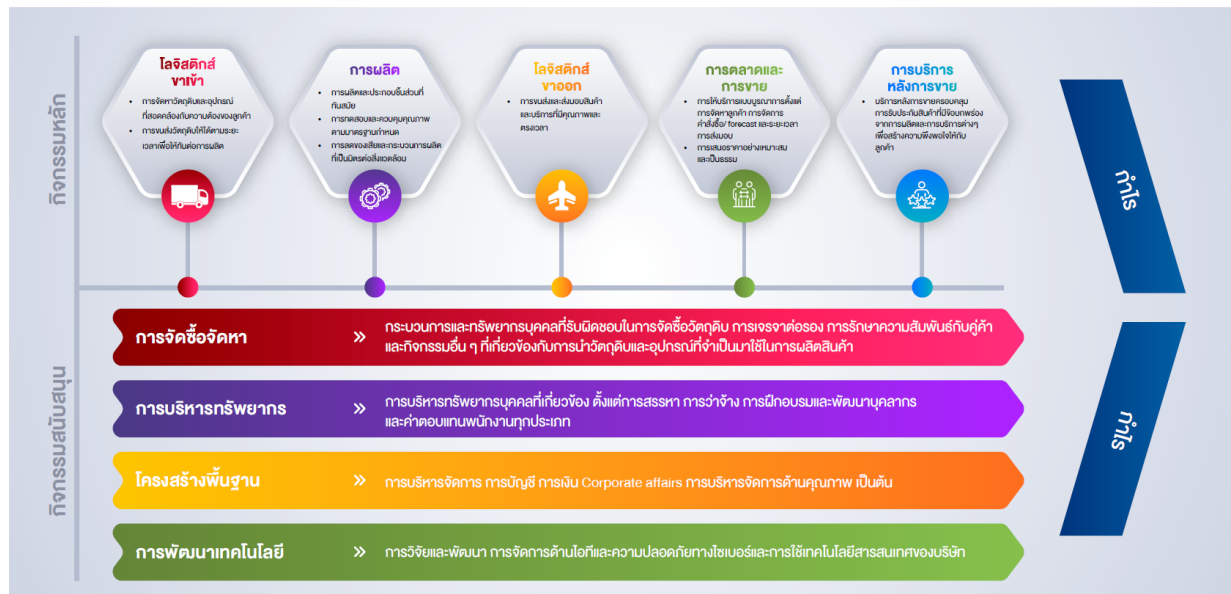 กิจกรรมหลัก
โลจิสติกส์
ขาเข้า
• การจัดหาวัตถุดิบและอุปกรณ์
ที่สอดคล้องกับความต้องของลูกค้า
• การขนส่งวัตถุดิบให้ได้ตามระยะ
เวลาเพื่อให้ทันต่อการผลิต
การผลิต
• การผลิตและประกอบชิ้นส่วนที่
ทันสมัย
• การทดสอบและควบคุมคุณภาพ
ตามมาตรฐานกำหนด
• การลดของเสียและกระบวนการผลิต
ที่เป็นมิตรต่อสิ่งแวดล้อม
โลจิสติกส์
ขาออก
• การขนส่งและส่งมอบสินค้า
และบริการที่มีคุณภาพและ
ตรงเวลา
การตลาดและ
การขาย
• การให้บริการแบบบูรณาการตั้งแต่
การจัดหาลูกค้า การจัดการ
คำสั่งซื้อ/ forecast และระยะเวลา
การส่งมอบ
• การเสนอราคาอย่างเหมาะสม
และเป็นธรรม
การบริการ
หลังการขาย
• บริการหลังการขายครอบคลุม
การรับประกันสินค้าที่มีข้อบกพร่อง
จากการผลิตและการบริการต่างๆ
เพื่อสร้างความพึงพอใจให้กับ
ลูกค้า
กำไร
กิจกรรมสนับสนุน
การจัดซื้อจัดหา
» กระบวนการและทรัพยากรบุคคลที่รับผิดชอบในการจัดซื้อวัตถุดิบ การเจรจาต่อรอง การรักษาความสัมพันธ์กับคู่ค้า
และกิจกรรมอื่น ๆ ที่เกี่ยวข้องกับการนำวัตถุดิบและอุปกรณ์ที่จำเป็นมาใช้ในการผลิตสินค้า
การบริหารทรัพยากร
» การบริหารทรัพยากรบุคคลที่เกี่ยวข้อง ตั้งแต่การสรรหา การว่าจ้าง การฝึกอบรมและพัฒนาบุคลากร
และค่าตอบแทนพนักงานทุกประเภท
โครงสร้างพื้นฐาน
» การบริหารจัดการ การบัญชี การเงิน Corporate affairs การบริหารจัดการด้านคุณภาพ เป็นต้น
การพัฒนาเทคโนโลยี
» การวิจัยและพัฒนา การจัดการด้านไอทีและความปลอดภัยทางไซเบอร์และการใช้เทคโนโลยีสารสนเทศของบริษัท
กำไร